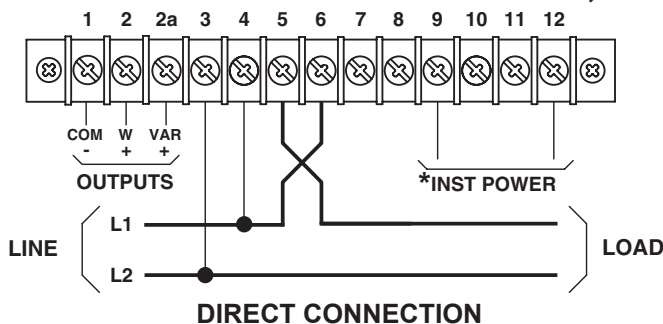 1 2 2a 3 4 5 6 7 8 9 10 11 12
COM W VAR
- + +
OUTPUTS
*INST POWER
L1
LINE
LOAD
L2
DIRECT CONNECTION